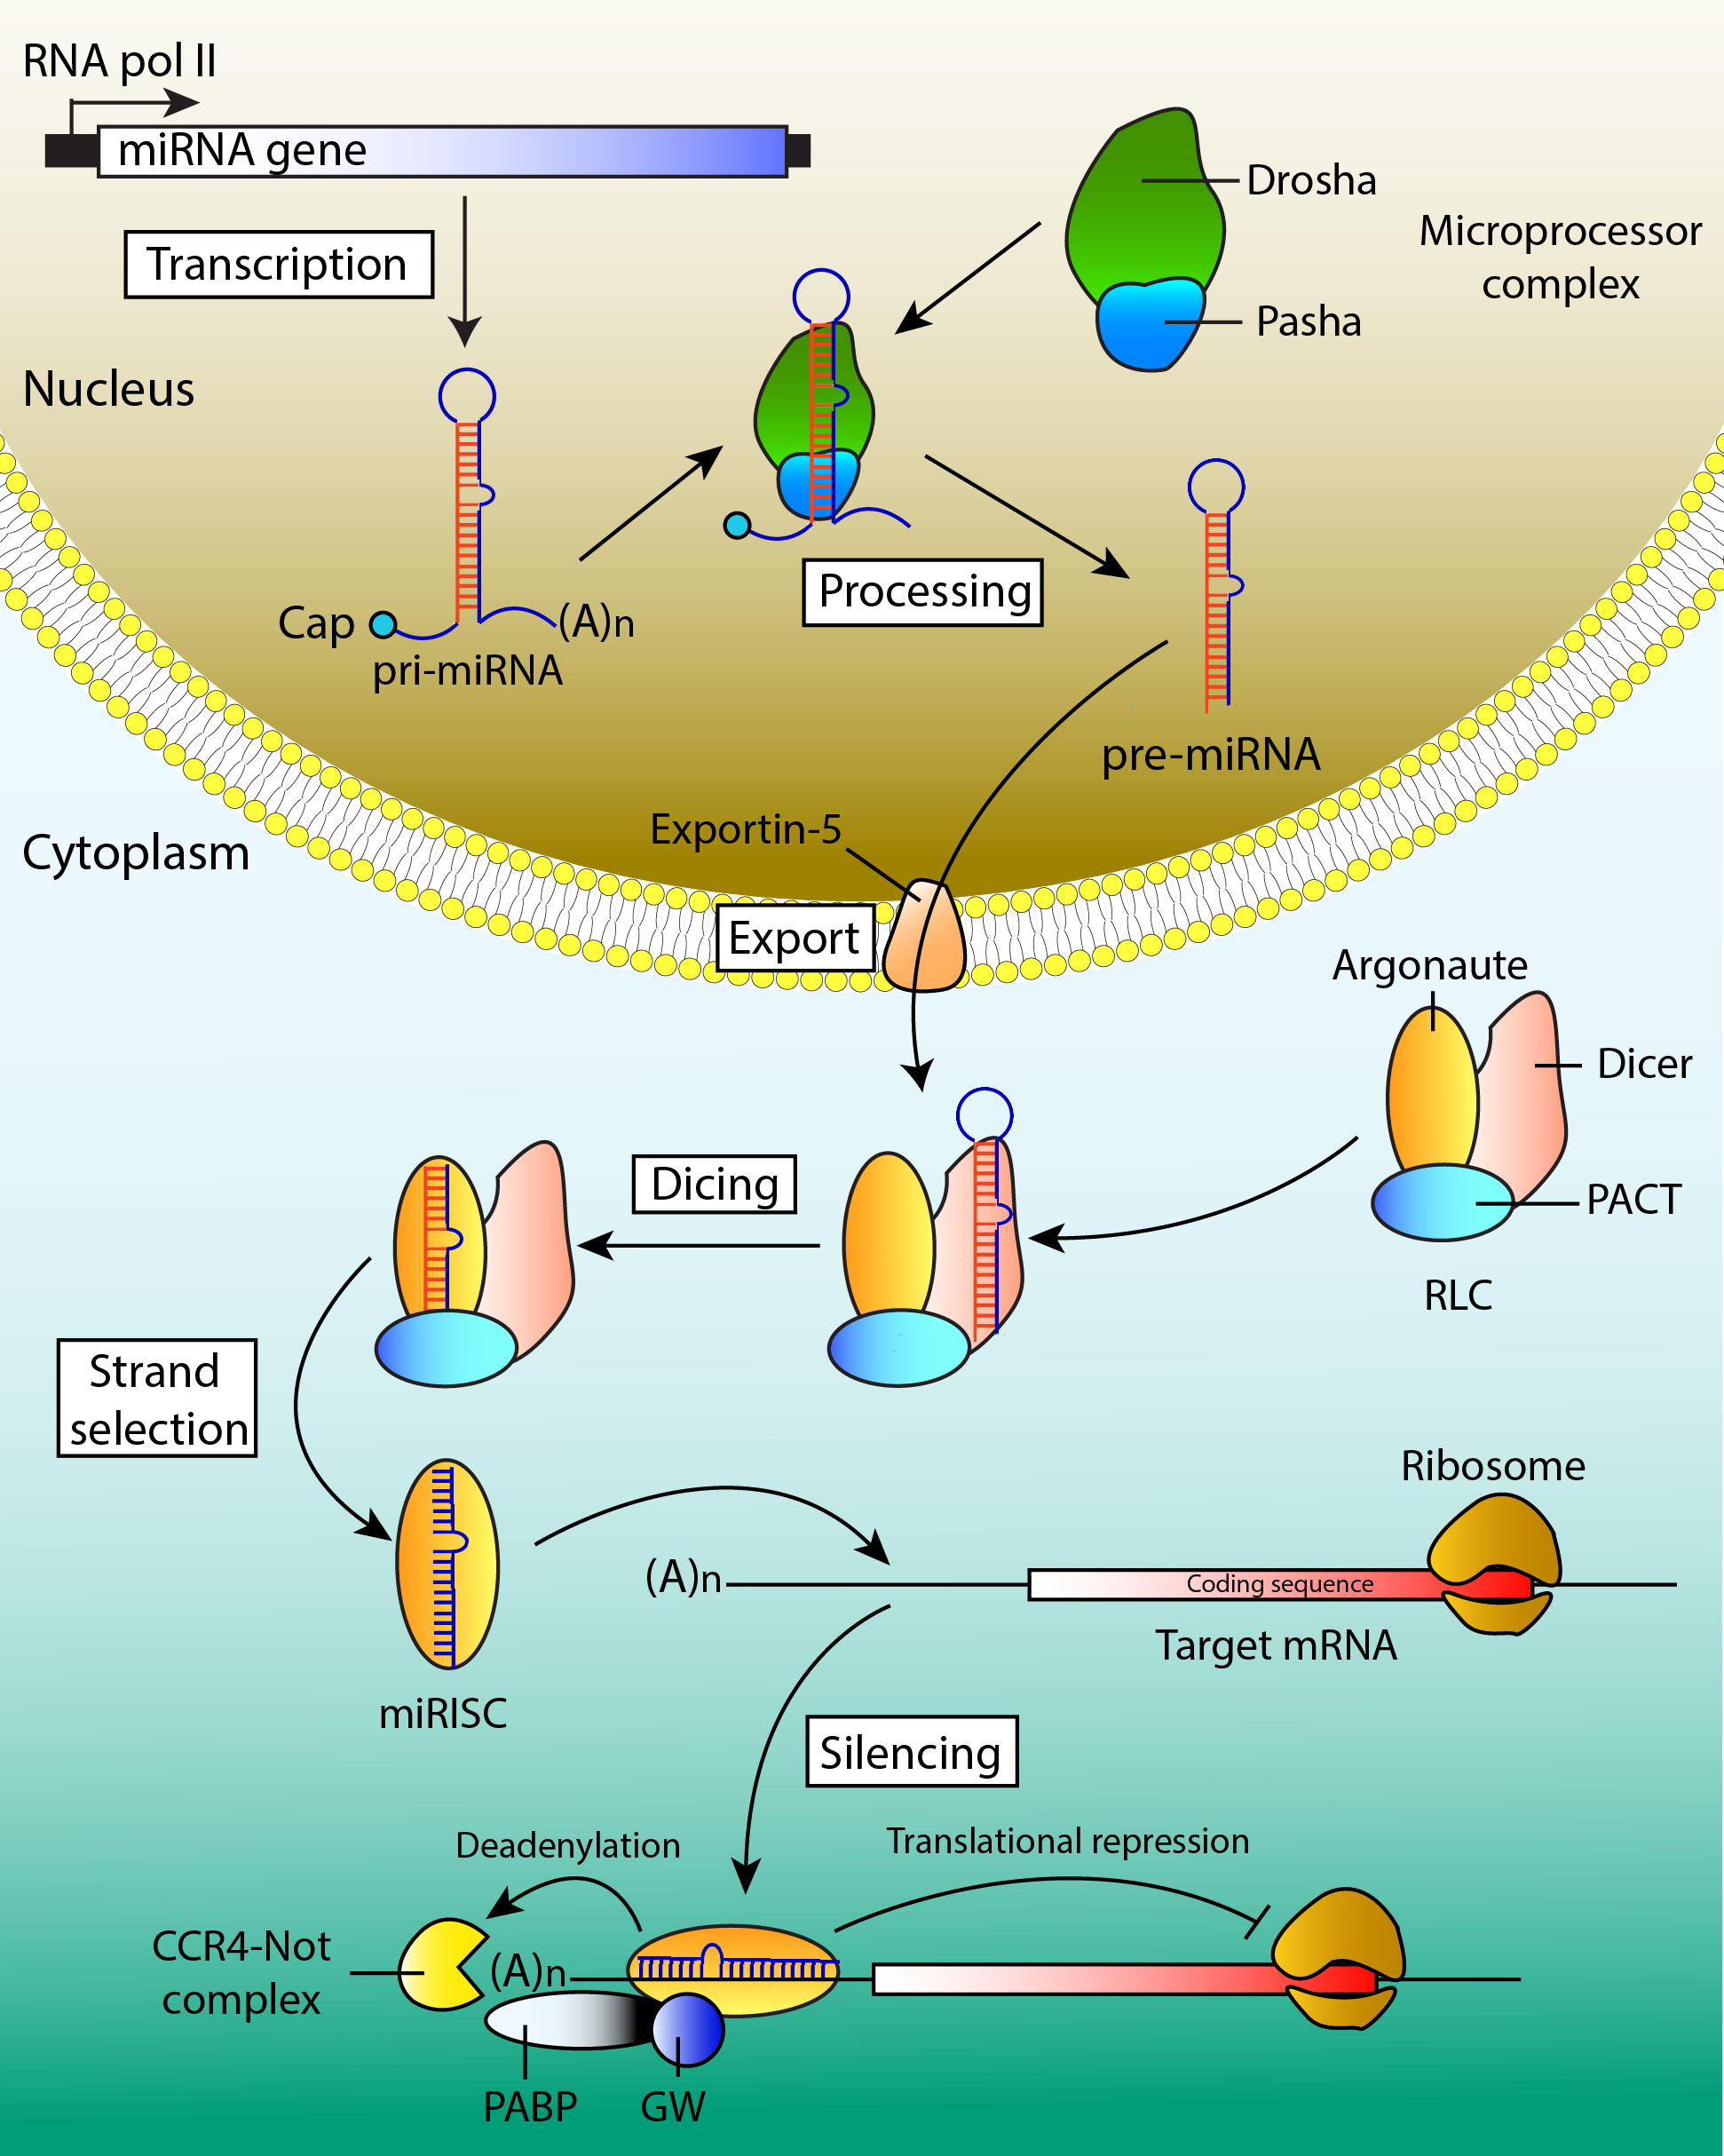 RNA pol II
miRNA gene
Transcription
Drosha
Microprocessor
complex
Pasha
Nucleus
Cap
(A)n
pri-miRNA
Processing
pre-miRNA
Exportin-5
Cytoplasm
Export
Argonaute
Dicer
PACT
RLC
Dicing
Strand
selection
Ribosome
(A)n
Coding sequence
Target mRNA
miRISC
Silencing
Deadenylation
Translational repression
CCR4-Not
complex
(A)n
PABP
GW